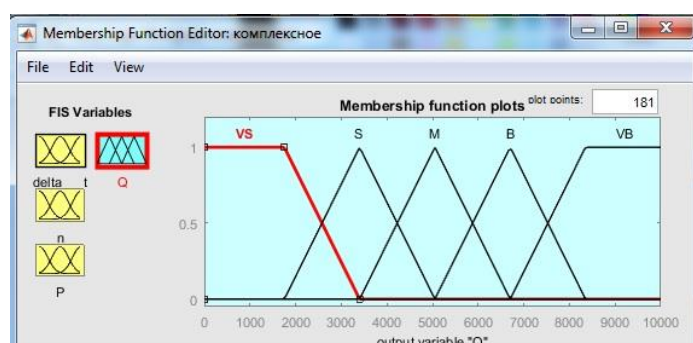 Membership Function Editor: комплексное
File Edit View
FIS Variables
Membership function plots
plot points:
181
delta t
Q
n
P
VS
S
M
B
VB
1
0.5
0
0 1000 2000 3000 4000 5000 6000 7000 8000 9000 10000
output variable "Q"